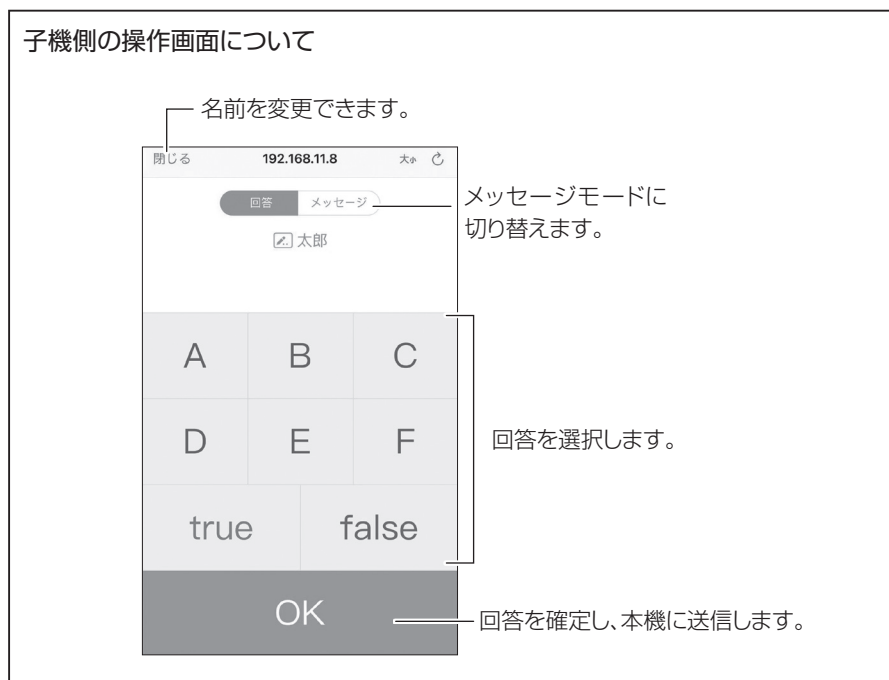 子機側の操作画面について
名前を変更できます。
閉じる 192.168.11.8 大小
回答 メッセージ
メッセージモードに
切り替えます。
太郎
A B C
D E F
回答を選択します。
true false
OK
回答を確定し、本機に送信します。